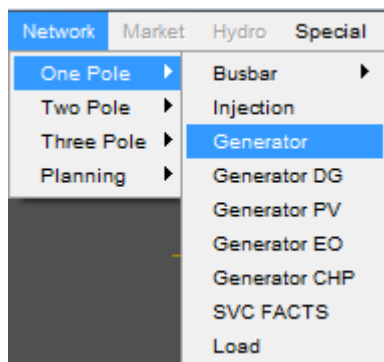 Network Market Hydro Special
One Pole
Two Pole
Three Pole
Planning
Busbar
Injection
Generator
Generator DG
Generator PV
Generator EO
Generator CHP
SVC FACTS
Load